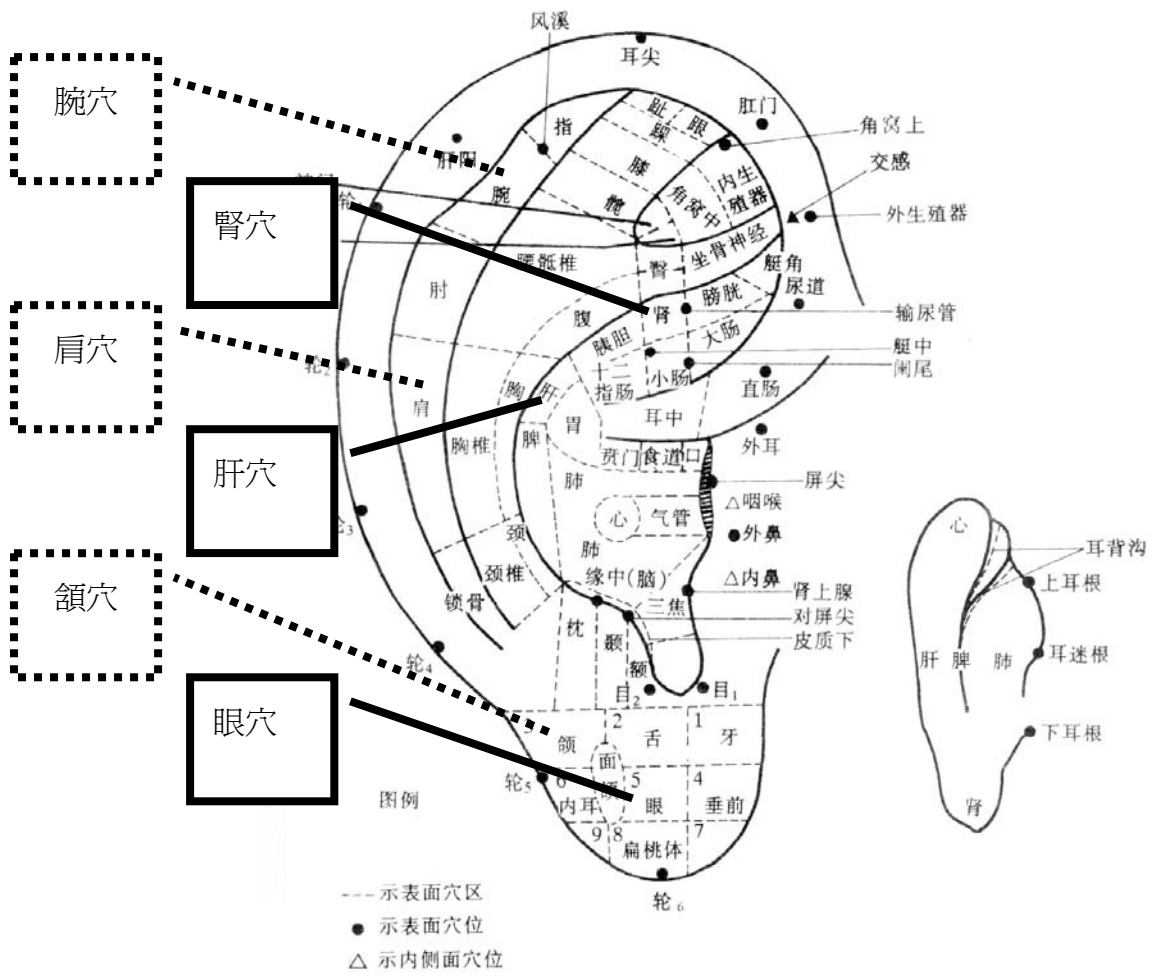 腕穴
腎穴
肩穴
肝穴
頷穴
眼穴
风溪
耳尖
肛门
角窝上
交感
外生殖器
肝阳
指
趾
跟
踝
膝
髋
腕
角窝中
内生殖器
坐骨神经
臀
腰骶椎
艇角
尿道
肘
腹
肾
膀胱
输尿管
胰胆
大肠
艇中
阑尾
轮
轮₂
十二指肠
小肠
直肠
肩
胸
肝
胃
耳中
脾
外耳
胸椎
贲门
食道
口
肺
屏尖
心
气管
△咽喉
外鼻
颈
肺
缘中(脑)
△内鼻
颈椎
三焦
肾上腺
锁骨
对屏尖
皮质下
枕
颞
额
轮₄
目₂
目₁
3
2
1
颌
舌
牙
面颊
6
5
4
轮₅
内耳
眼
垂前
9
8
7
扁桃体
轮₆
图例
---- 示表面穴区
● 示表面穴位
△ 示内侧面穴位
心
耳背沟
上耳根
肝
脾
肺
耳迷根
下耳根
肾